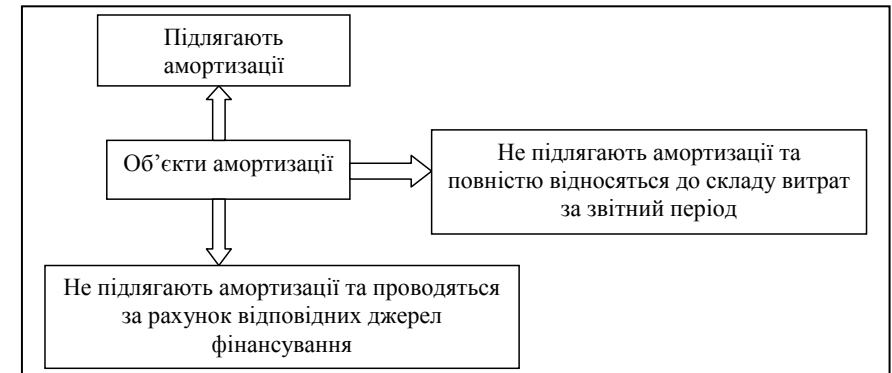 Підлягають
амортизації
Об’єкти амортизації
Не підлягають амортизації та
повністю відносяться до складу витрат
за звітний період
Не підлягають амортизації та проводяться
за рахунок відповідних джерел
фінансування